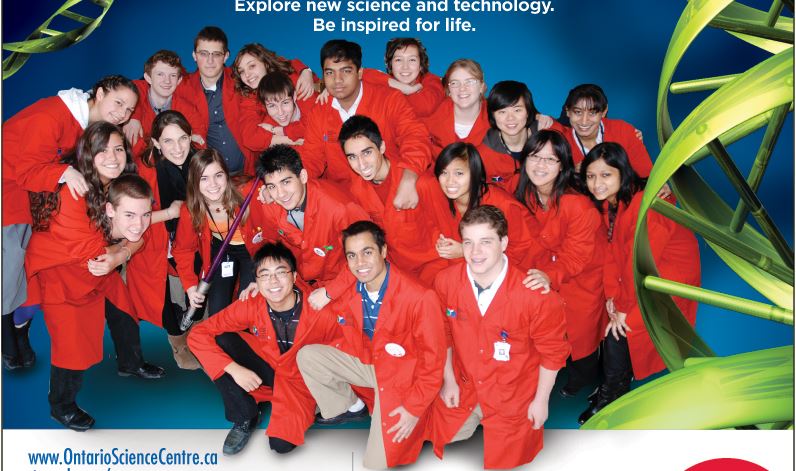 Explore new science and technology.
Be inspired for life.
www.OntarioScienceCentre.ca